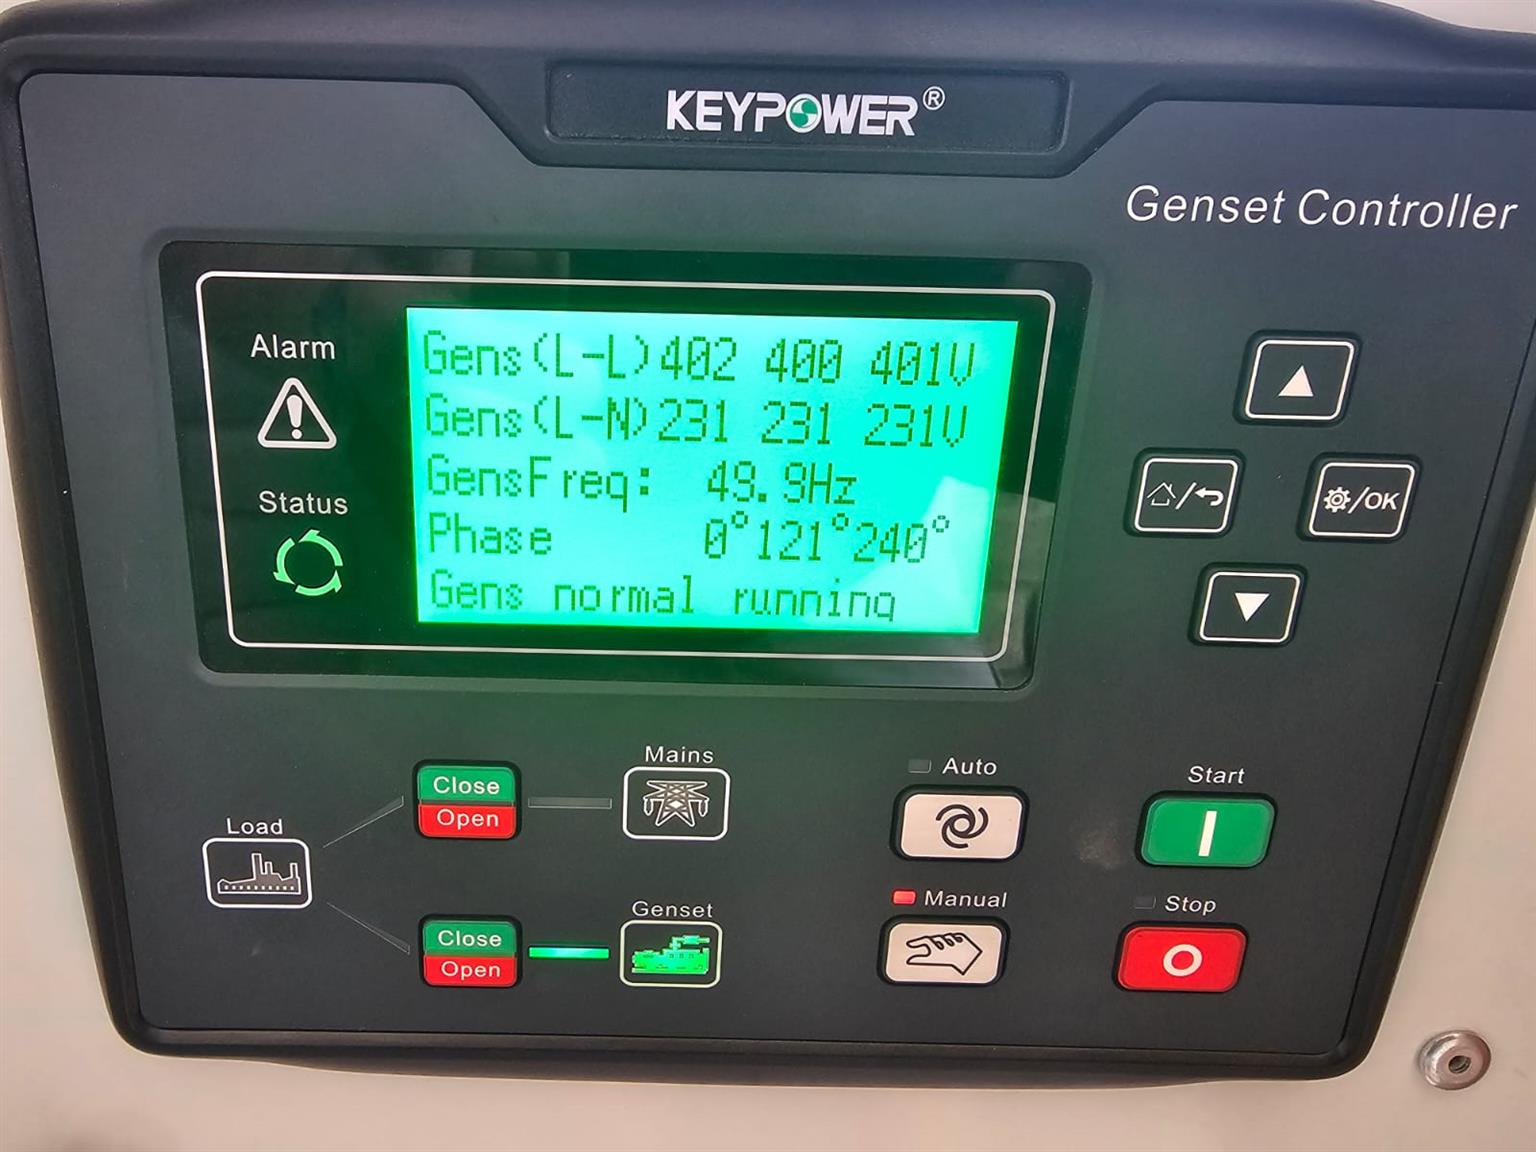 KEYPOWER®
Genset Controller
Alarm
Status
Gens(L-L)402 400 401V
Gens(L-N)231 231 231V
GensFreq: 49.9Hz
Phase 0°121°240°
Gens normal running
/OK
Load
Close
Open
Mains
Close
Open
Genset
Auto
Manual
Start
Stop